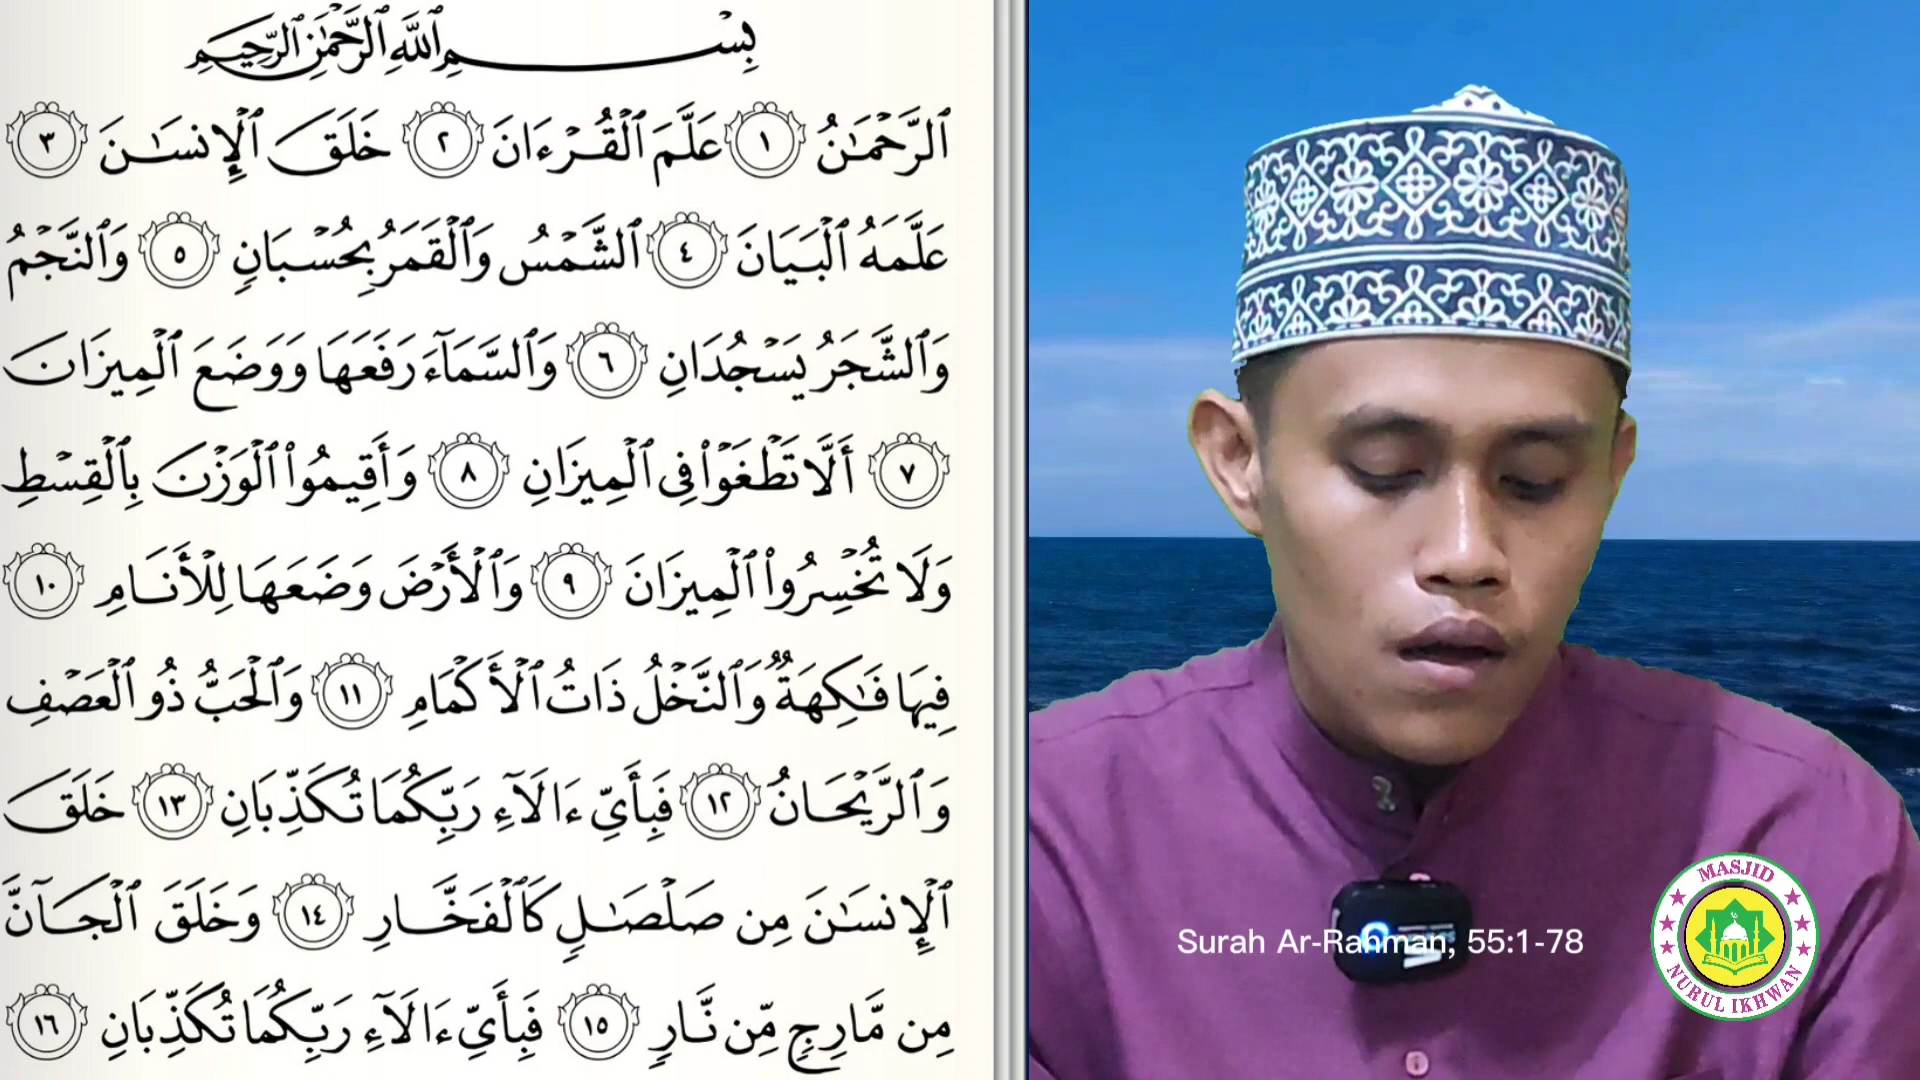 بِسْمِ ٱللَّهِ ٱلرَّحْمَٰنِ ٱلرَّحِيمِ
ٱلرَّحْمَٰنُ ١ عَلَّمَ ٱلْقُرْءَانَ ٢ خَلَقَ ٱلْإِنسَٰنَ ٣
عَلَّمَهُ ٱلْبَيَانَ ٤ ٱلشَّمْسُ وَٱلْقَمَرُ بِحُسْبَانٍ ٥ وَٱلنَّجْمُ
وَٱلشَّجَرُ يَسْجُدَانِ ٦ وَٱلسَّمَآءَ رَفَعَهَا وَوَضَعَ ٱلْمِيزَانَ
٧ أَلَّا تَطْغَوْا۟ فِى ٱلْمِيزَانِ ٨ وَأَقِيمُوا۟ ٱلْوَزْنَ بِٱلْقِسْطِ
وَلَا تُخْسِرُوا۟ ٱلْمِيزَانَ ٩ وَٱلْأَرْضَ وَضَعَهَا لِلْأَنَامِ ١٠
فِيهَا فَٰكِهَةٌ وَٱلنَّخْلُ ذَاتُ ٱلْأَكْمَامِ ١١ وَٱلْحَبُّ ذُو ٱلْعَصْفِ
وَٱلرَّيْحَانُ ١٢ فَبِأَىِّ ءَالَآءِ رَبِّكُمَا تُكَذِّبَانِ ١٣ خَلَقَ
ٱلْإِنسَٰنَ مِن صَلْصَٰلٍ كَٱلْفَخَّارِ ١٤ وَخَلَقَ ٱلْجَآنَّ
مِن مَّارِجٍ مِّن نَّارٍ ١٥ فَبِأَىِّ ءَالَآءِ رَبِّكُمَا تُكَذِّبَانِ ١٦
Surah Ar-Rahman, 55:1-78
MASJID
NURUL IKHWAN